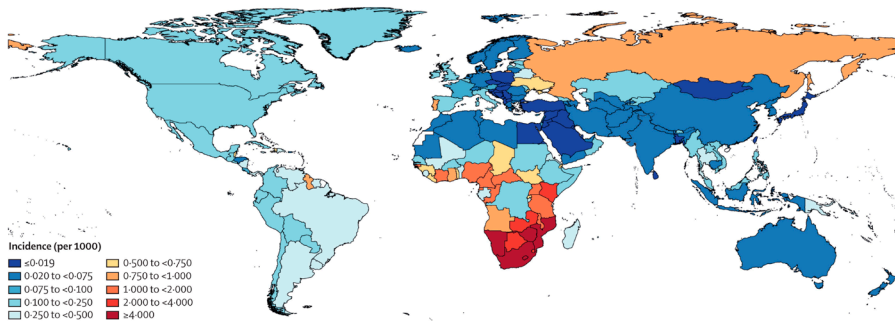 Incidence (per 1000)
≤0·019
0·020 to <0·075
0·075 to <0·100
0·100 to <0·250
0·250 to <0·500
0·500 to <0·750
0·750 to <1·000
1·000 to <2·000
2·000 to <4·000
≥4·000